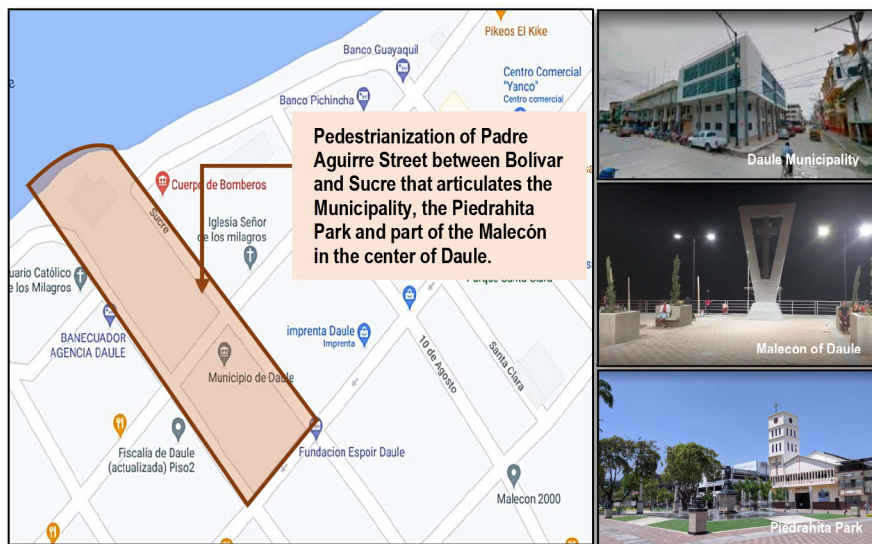 Pikeos El Kike
Banco Guayaquil
Centro Comercial
"Yanco"
Centro comercial
Banco Pichincha
Pedestrianization of Padre
Aguirre Street between Bolívar
and Sucre that articulates the
Municipality, the Piedrahita
Park and part of the Malecón
in the center of Daule.
Cuerpo de Bomberos
Sucre
Iglesia Señor
de los milagros
uario Católico
los Milagros
BANECUADOR
AGENCIA DAULE
imprenta Daule
Imprenta
Municipio de Daule
10 de Agosto
Santa Clara
Parque Santa Clara
Fiscalía de Daule
(actualizada) Piso2
Fundacion Espoir Daule
Malecon 2000
Daule Municipality
Malecon of Daule
Piedrahita Park